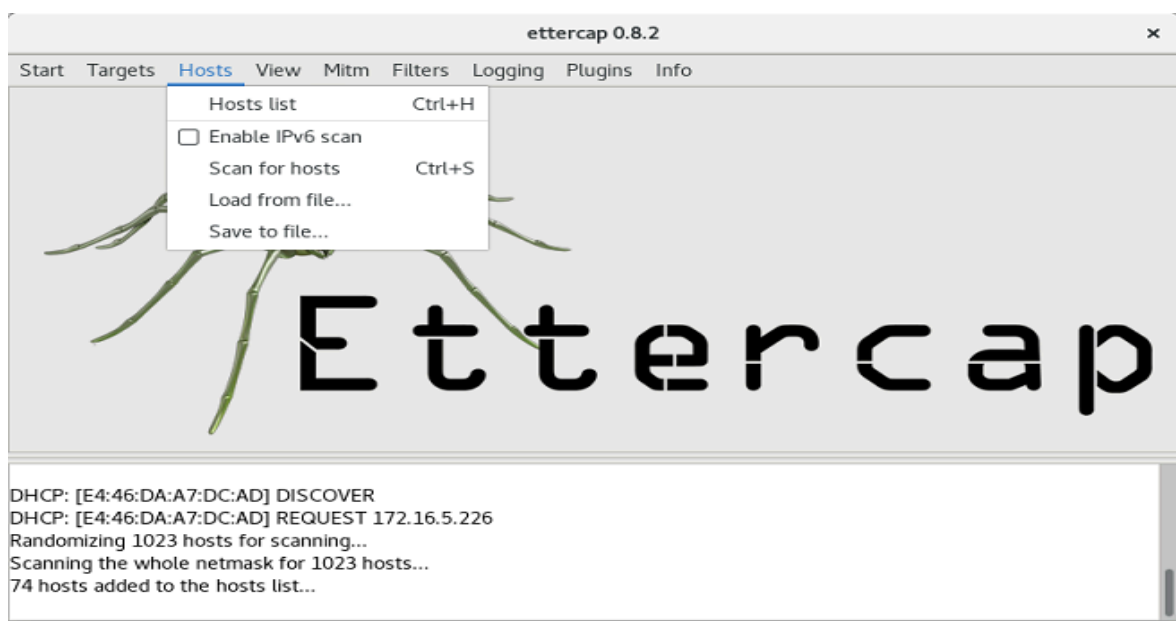 ettercap 0.8.2 ×
Start Targets Hosts View Mitm Filters Logging Plugins Info
Hosts list Ctrl+H
Enable IPv6 scan
Scan for hosts Ctrl+S
Load from file...
Save to file...
Ettercap
DHCP: [E4:46:DA:A7:DC:AD] DISCOVER
DHCP: [E4:46:DA:A7:DC:AD] REQUEST 172.16.5.226
Randomizing 1023 hosts for scanning...
Scanning the whole netmask for 1023 hosts...
74 hosts added to the hosts list...